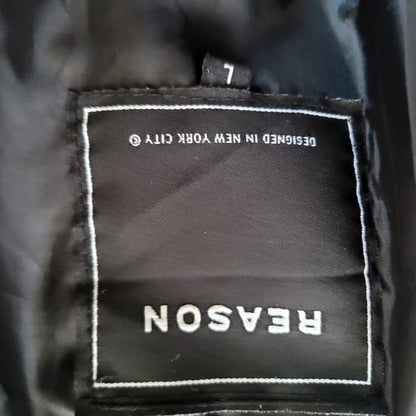 REASON
DESIGNED IN NEW YORK CITY ©
L